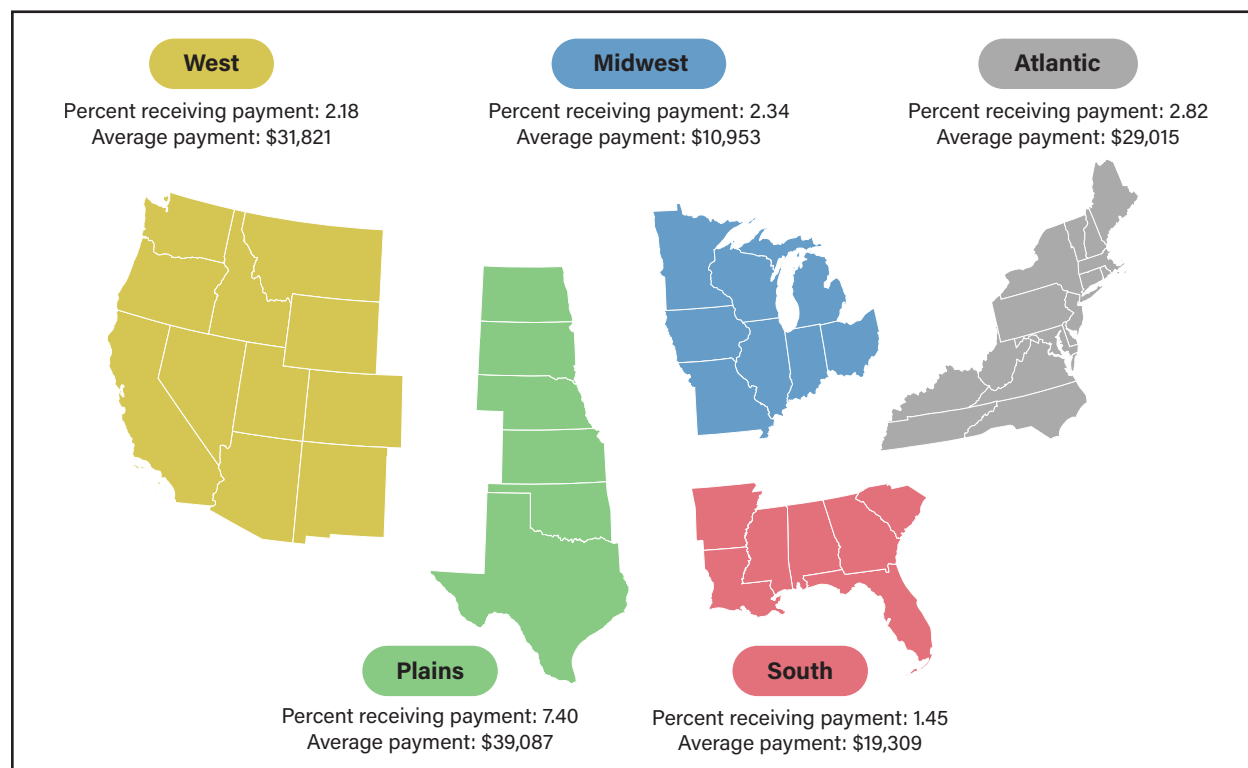 West
Percent receiving payment: 2.18
Average payment: $31,821
Midwest
Percent receiving payment: 2.34
Average payment: $10,953
Atlantic
Percent receiving payment: 2.82
Average payment: $29,015
Plains
Percent receiving payment: 7.40
Average payment: $39,087
South
Percent receiving payment: 1.45
Average payment: $19,309